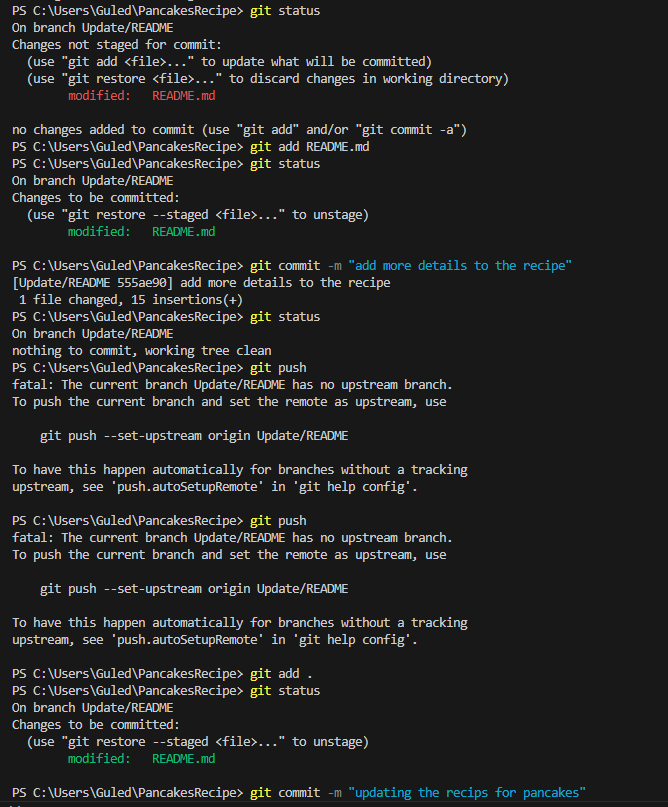 PS C:\Users\Guled\PancakesRecipe> git status
On branch Update/README
Changes not staged for commit:
  (use "git add <file>..." to update what will be committed)
  (use "git restore <file>..." to discard changes in working directory)
        modified:   README.md

no changes added to commit (use "git add" and/or "git commit -a")
PS C:\Users\Guled\PancakesRecipe> git add README.md
PS C:\Users\Guled\PancakesRecipe> git status
On branch Update/README
Changes to be committed:
  (use "git restore --staged <file>..." to unstage)
        modified:   README.md

PS C:\Users\Guled\PancakesRecipe> git commit -m "add more details to the recipe"
[Update/README 555ae90] add more details to the recipe
 1 file changed, 15 insertions(+)
PS C:\Users\Guled\PancakesRecipe> git status
On branch Update/README
nothing to commit, working tree clean
PS C:\Users\Guled\PancakesRecipe> git push
fatal: The current branch Update/README has no upstream branch.
To push the current branch and set the remote as upstream, use

    git push --set-upstream origin Update/README

To have this happen automatically for branches without a tracking
upstream, see 'push.autoSetupRemote' in 'git help config'.

PS C:\Users\Guled\PancakesRecipe> git push
fatal: The current branch Update/README has no upstream branch.
To push the current branch and set the remote as upstream, use

    git push --set-upstream origin Update/README

To have this happen automatically for branches without a tracking
upstream, see 'push.autoSetupRemote' in 'git help config'.

PS C:\Users\Guled\PancakesRecipe> git add .
PS C:\Users\Guled\PancakesRecipe> git status
On branch Update/README
Changes to be committed:
  (use "git restore --staged <file>..." to unstage)
        modified:   README.md

PS C:\Users\Guled\PancakesRecipe> git commit -m "updating the recips for pancakes"